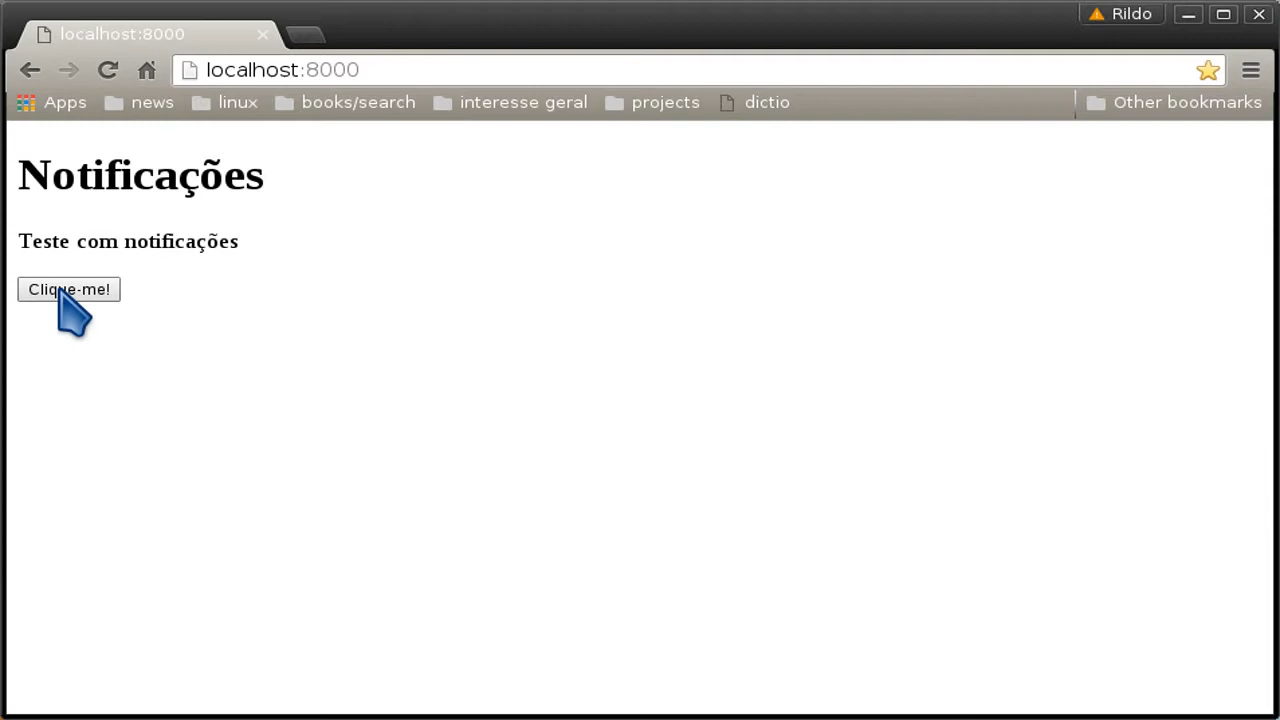 Rildo
localhost:8000
localhost:8000
Apps news linux books/search interesse geral projects dictio Other bookmarks
Notificações
Teste com notificações
Clique-me!